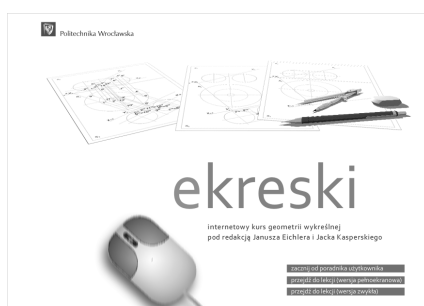 Politechnika Wrocławska
ekreski
internetowy kurs geometrii wykreślnej
pod redakcją Janusza Eichlera i Jacka Kasperskiego
zacznij od poradnika użytkownika
przejdź do lekcji (wersja pełnoekranowa)
przejdź do lekcji (wersja zwykła)